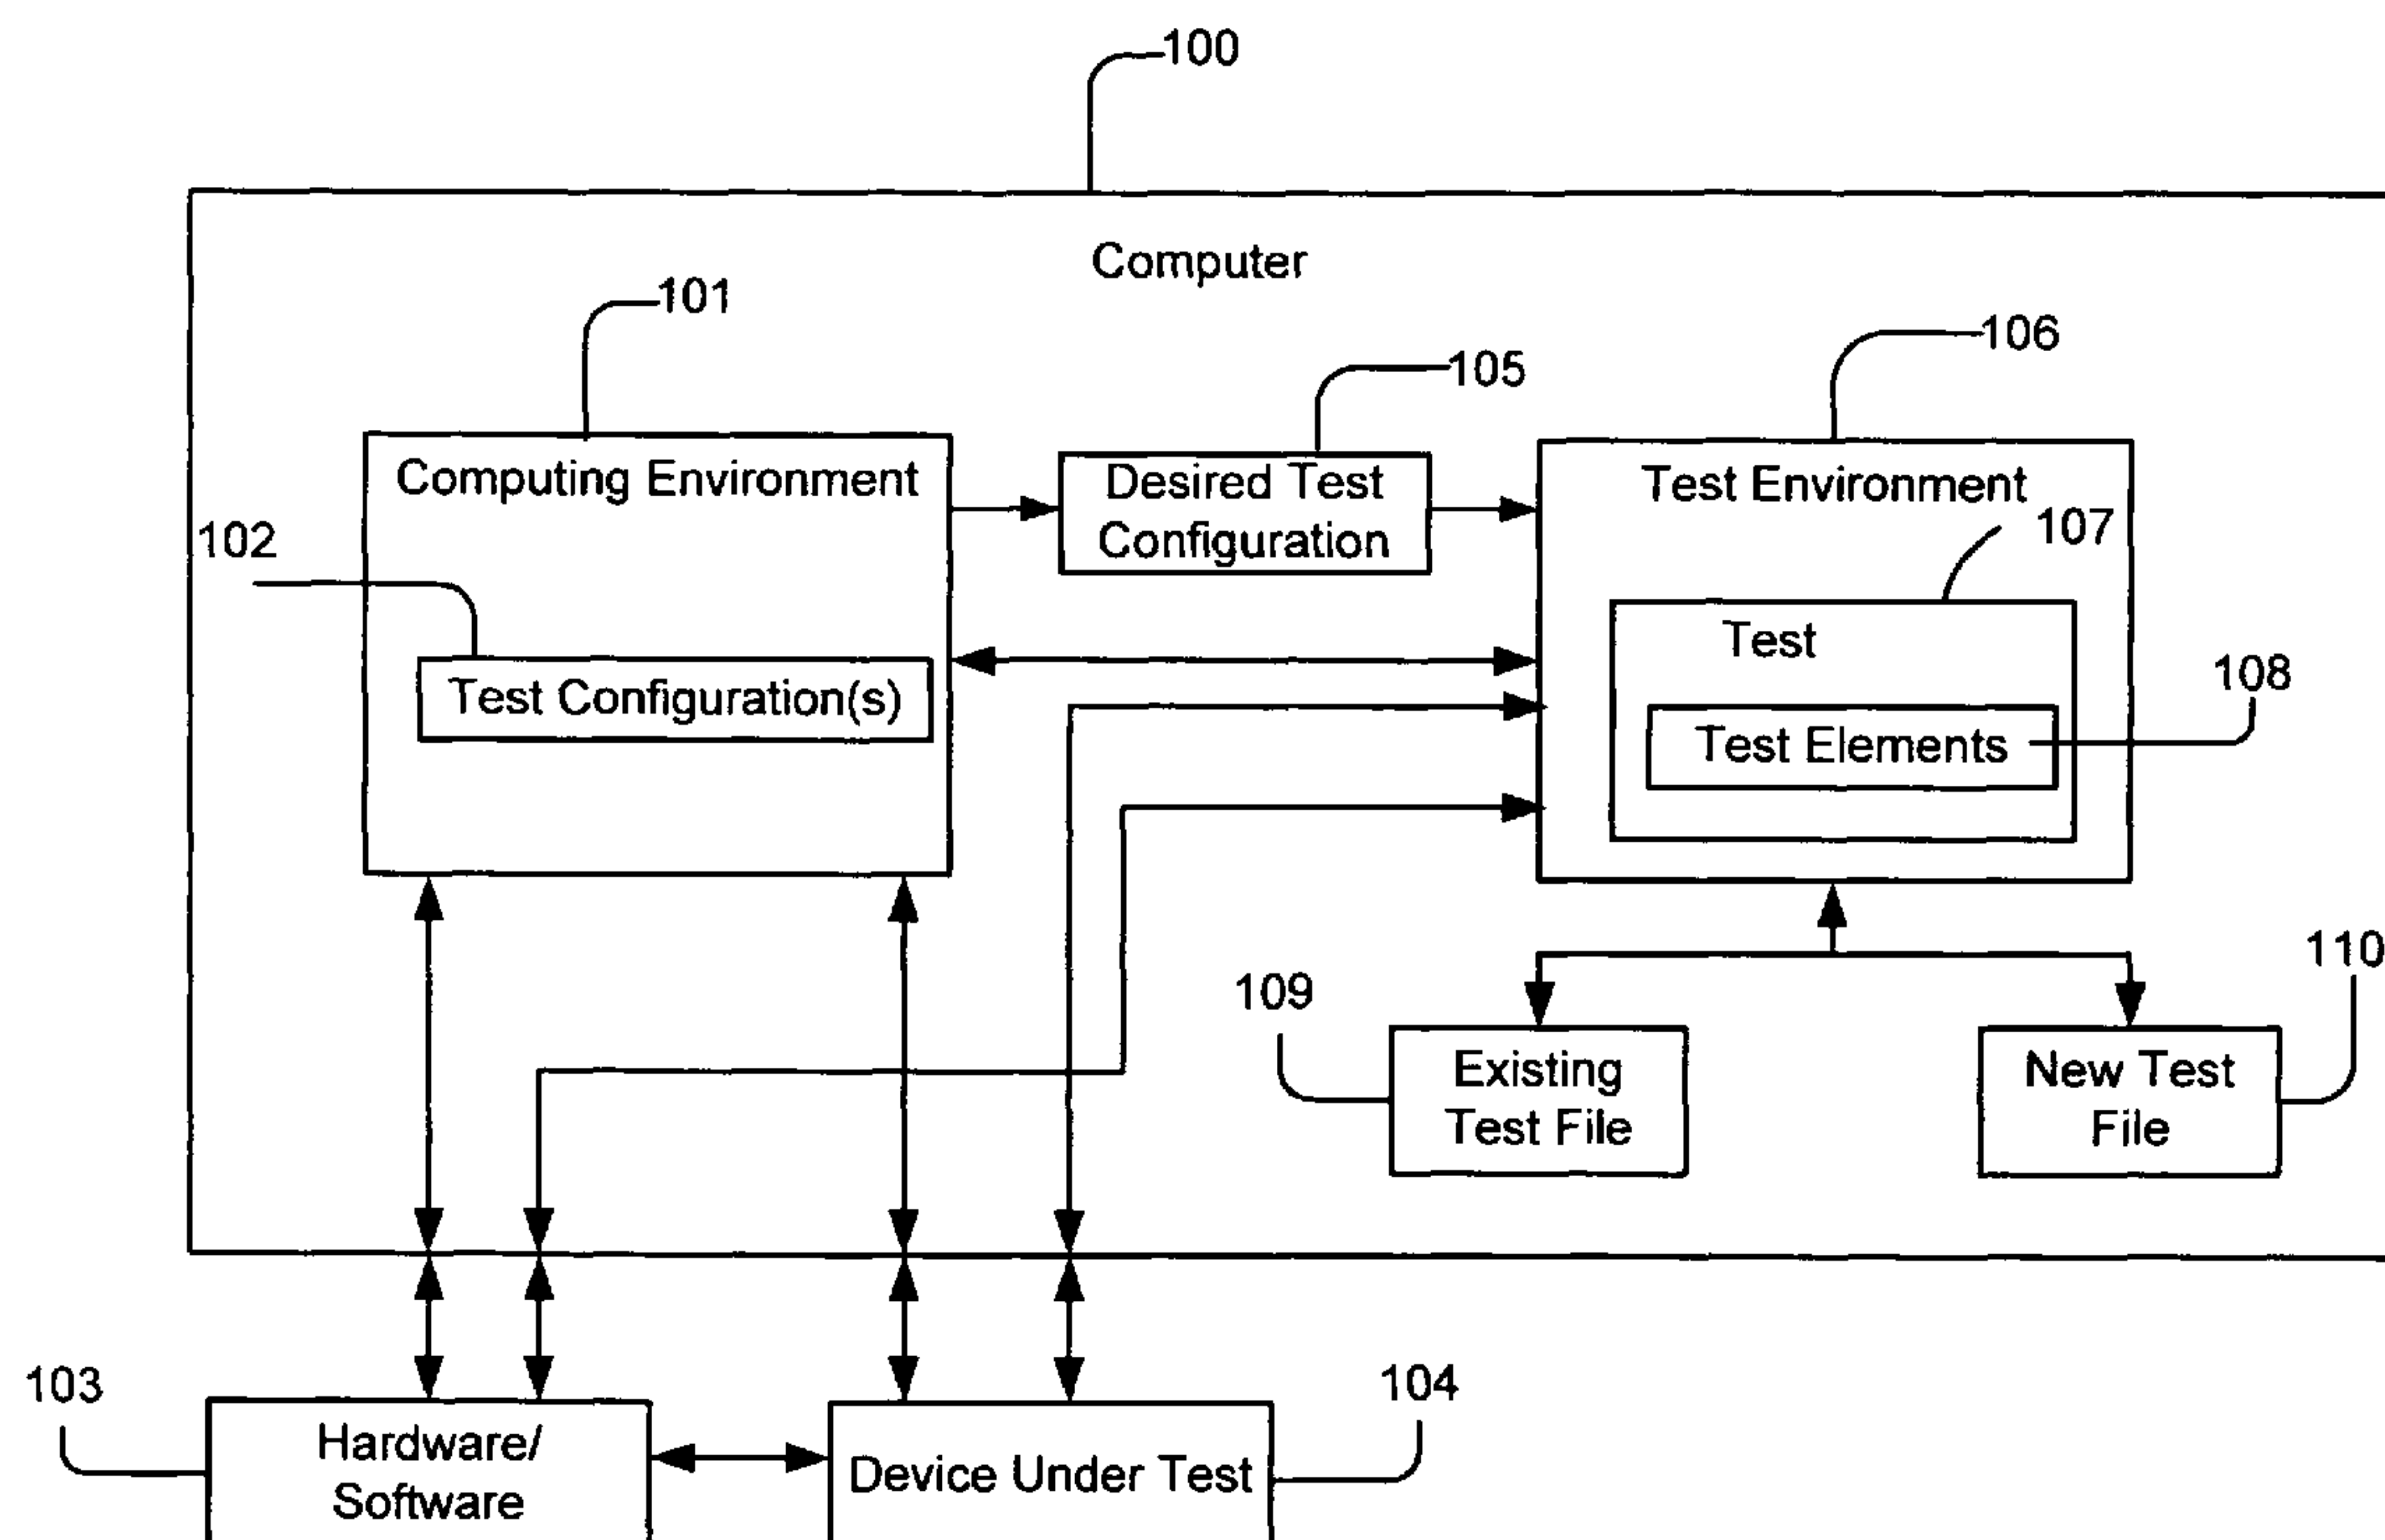 100
Computer
101
106
105
Computing Environment
Desired Test
Configuration
Test Environment
102
107
Test
Test Configuration(s)
108
Test Elements
110
109
Existing
Test File
New Test
File
103
104
Hardware/
Software
Device Under Test